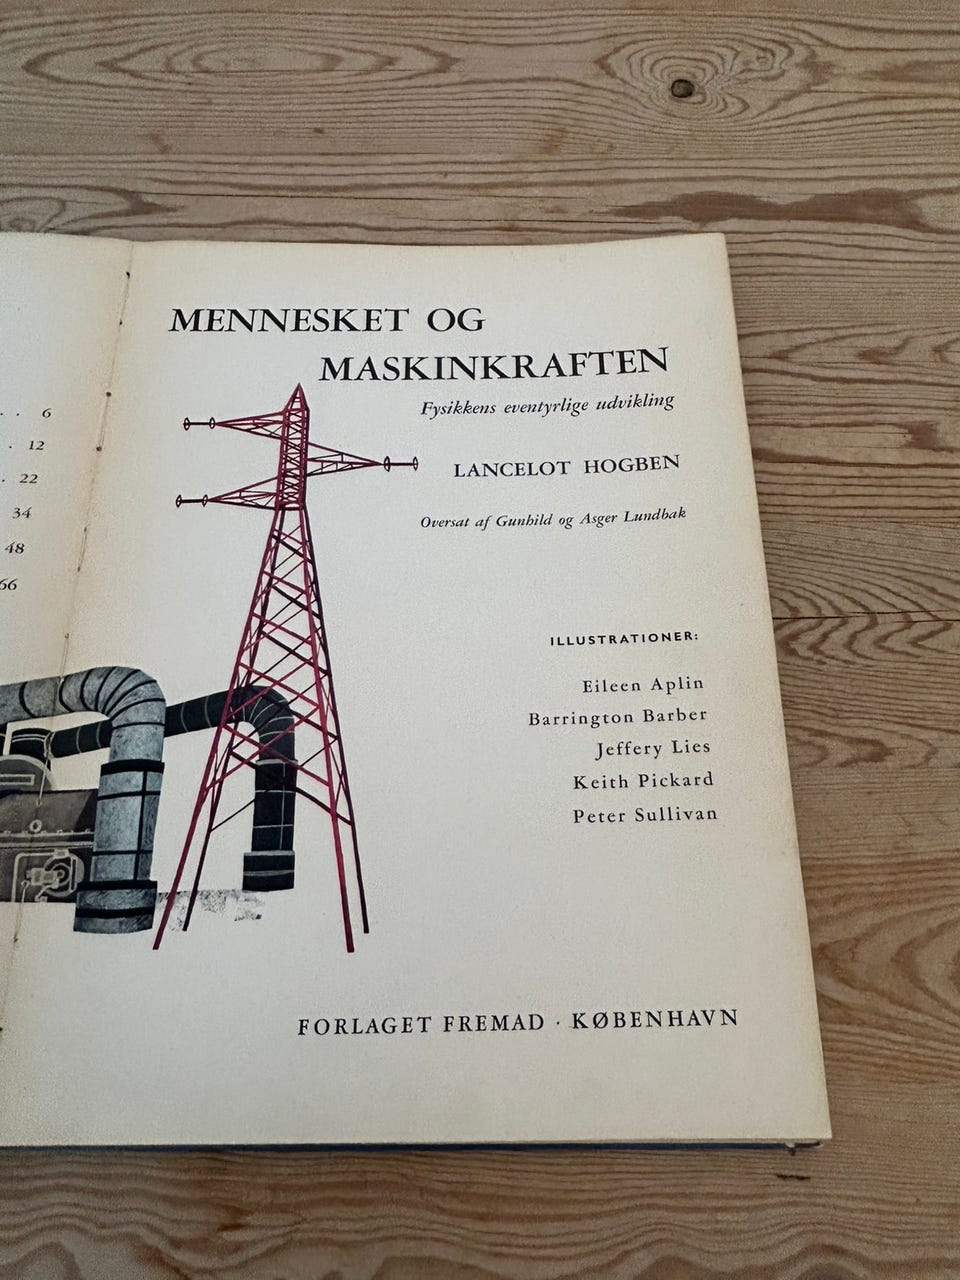 . . 6
. 12
. 22
34
48
66
MENNESKET OG
MASKINKRAFTEN
Fysikkens eventyrlige udvikling
LANCELOT HOGBEN
Oversat af Gunhild og Asger Lundbak
ILLUSTRATIONER:
Eileen Aplin
Barrington Barber
Jeffery Lies
Keith Pickard
Peter Sullivan
FORLAGET FREMAD · KØBENHAVN